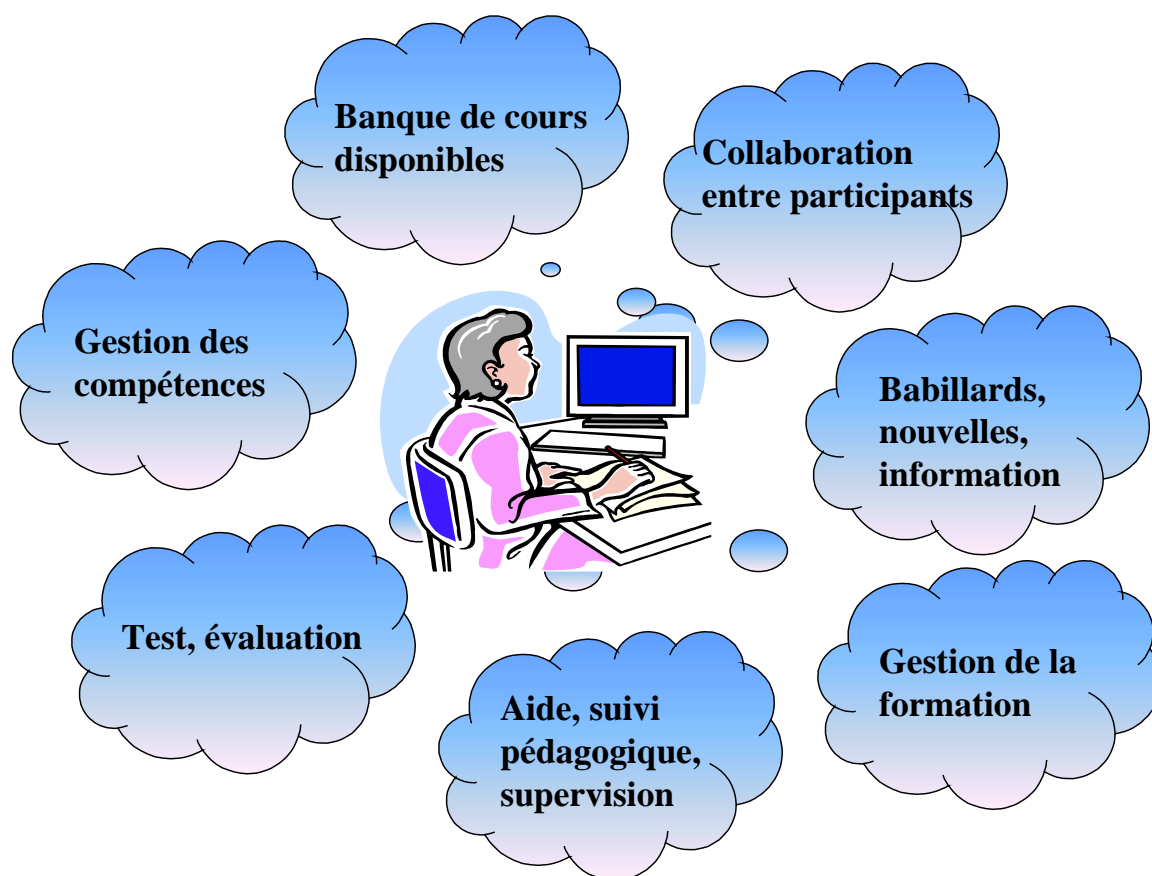 Banque de cours
disponibles
Collaboration
entre participants
Gestion des
compétences
Babillards,
nouvelles,
information
Test, évaluation
Gestion de la
formation
Aide, suivi
pédagogique,
supervision